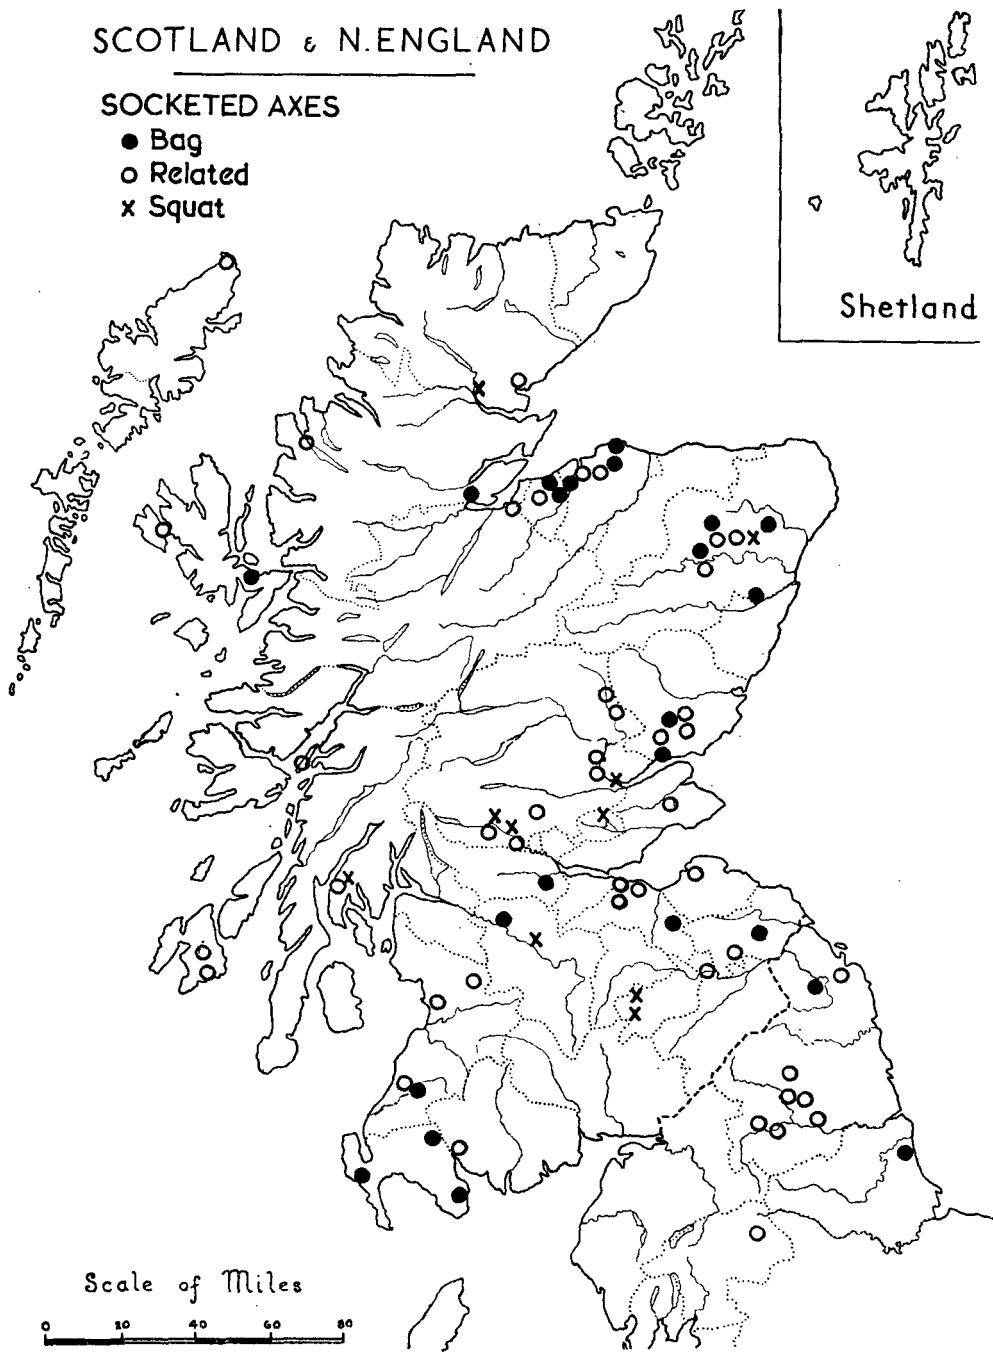 SCOTLAND & N. ENGLAND
SOCKETED AXES
● Bag
○ Related
x Squat
Shetland
Scale of Miles
0 20 40 60 80